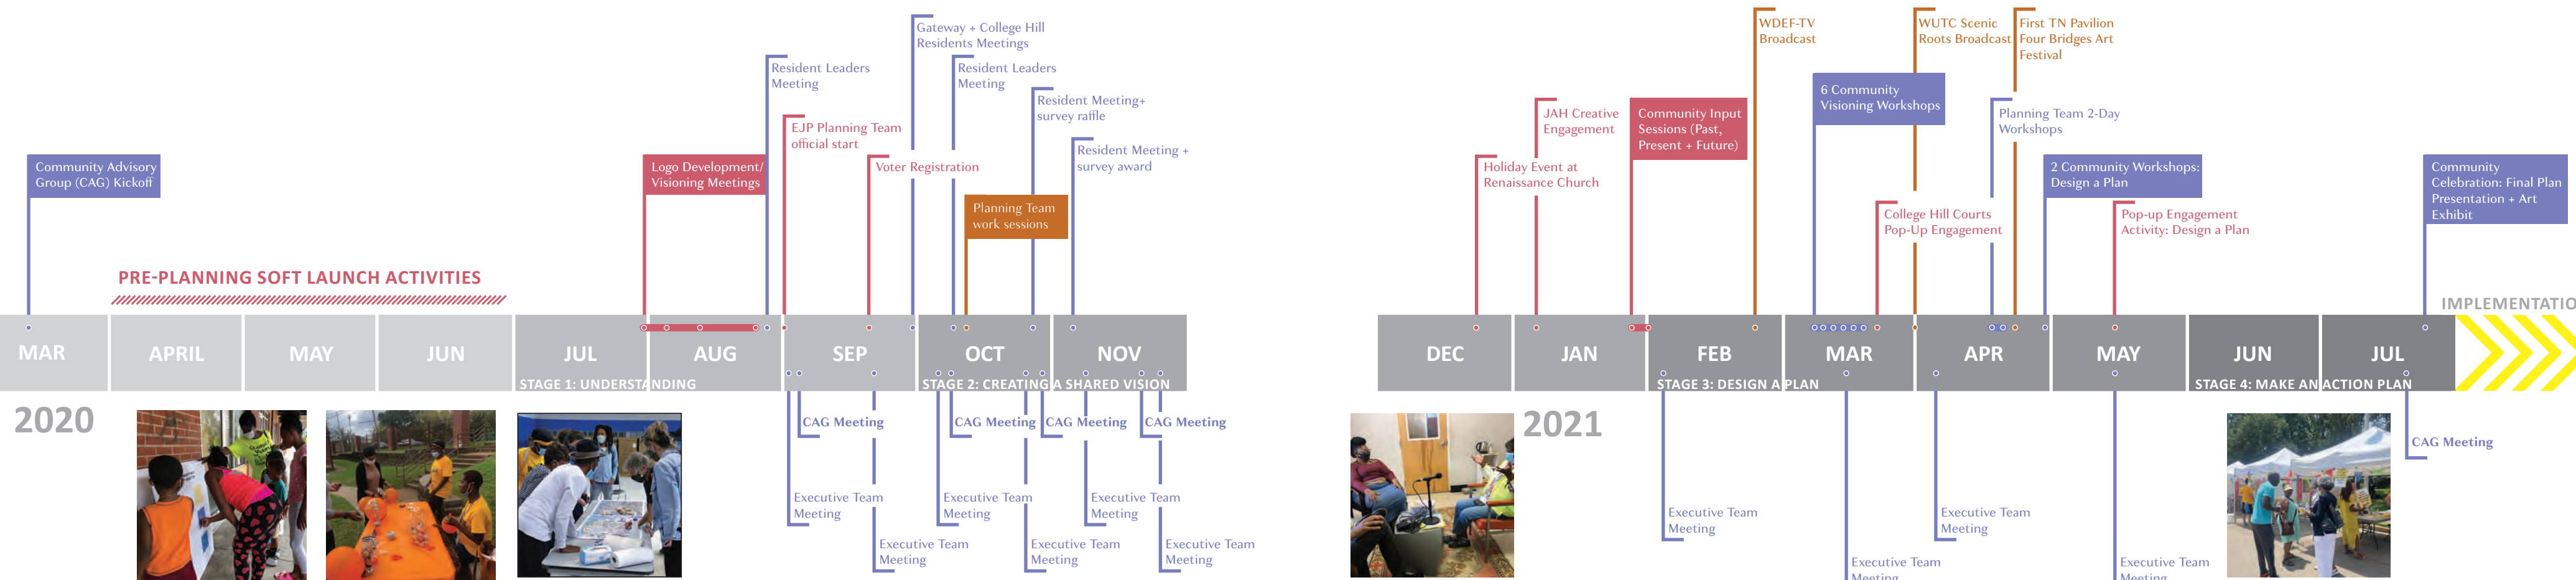 Gateway + College Hill
Residents Meetings
Resident Leaders
Meeting
Resident Leaders
Meeting
Resident Meeting+
survey raffle
EJP Planning Team
official start
Resident Meeting +
survey award
Community Advisory
Group (CAG) Kickoff
Logo Development/
Visioning Meetings
Voter Registration
Planning Team
work sessions
PRE-PLANNING SOFT LAUNCH ACTIVITIES
WDEF-TV
Broadcast
WUTC Scenic
Roots Broadcast
First TN Pavilion
Four Bridges Art
Festival
6 Community
Visioning Workshops
JAH Creative
Engagement
Community Input
Sessions (Past,
Present + Future)
Planning Team 2-Day
Workshops
Holiday Event at
Renaissance Church
2 Community Workshops:
Design a Plan
Community
Celebration: Final Plan
Presentation + Art
Exhibit
College Hill Courts
Pop-Up Engagement
Pop-up Engagement
Activity: Design a Plan
IMPLEMENTATIO
MAR APRIL MAY JUN JUL AUG SEP OCT NOV DEC JAN FEB MAR APR MAY JUN JUL
STAGE 1: UNDERSTANDING
STAGE 2: CREATING A SHARED VISION
STAGE 3: DESIGN A PLAN
STAGE 4: MAKE AN ACTION PLAN
2020
2021
CAG Meeting
CAG Meeting
CAG Meeting
CAG Meeting
CAG Meeting
Executive Team
Meeting
Executive Team
Meeting
Executive Team
Meeting
Executive Team
Meeting
Executive Team
Meeting
Executive Team
Meeting
Executive Team
Meeting
Executive Team
Meeting
Executive Team
Meeting
Executive Team
Meeting